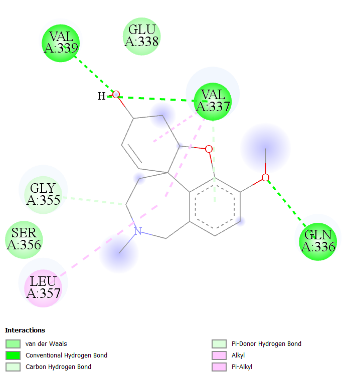 VAL
A:339
GLU
A:338
H
O
VAL
A:337
O
O
GLY
A:355
SER
A:356
N
GLN
A:336
LEU
A:357
Interactions
van der Waals
Conventional Hydrogen Bond
Carbon Hydrogen Bond
Pi-Donor Hydrogen Bond
Alkyl
Pi-Alkyl